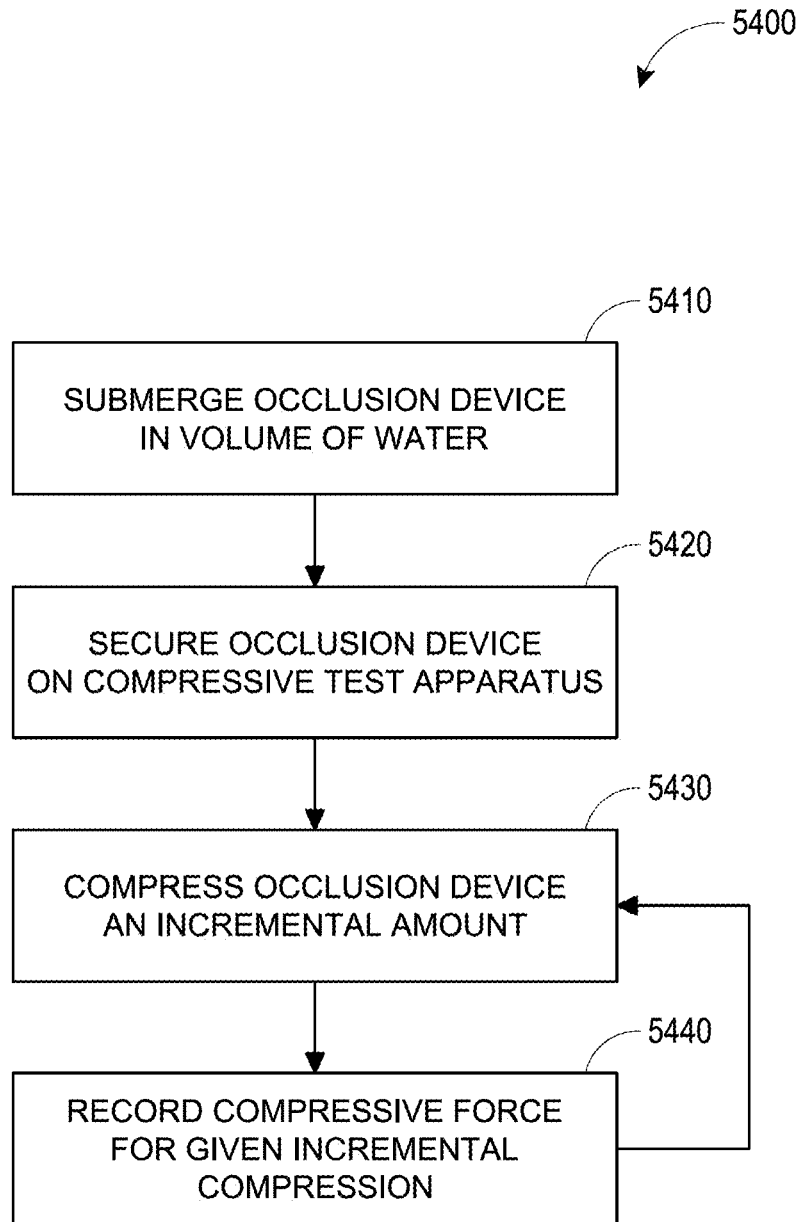 5400
5410
SUBMERGE OCCLUSION DEVICE
IN VOLUME OF WATER
5420
SECURE OCCLUSION DEVICE
ON COMPRESSIVE TEST APPARATUS
5430
COMPRESS OCCLUSION DEVICE
AN INCREMENTAL AMOUNT
5440
RECORD COMPRESSIVE FORCE
FOR GIVEN INCREMENTAL
COMPRESSION